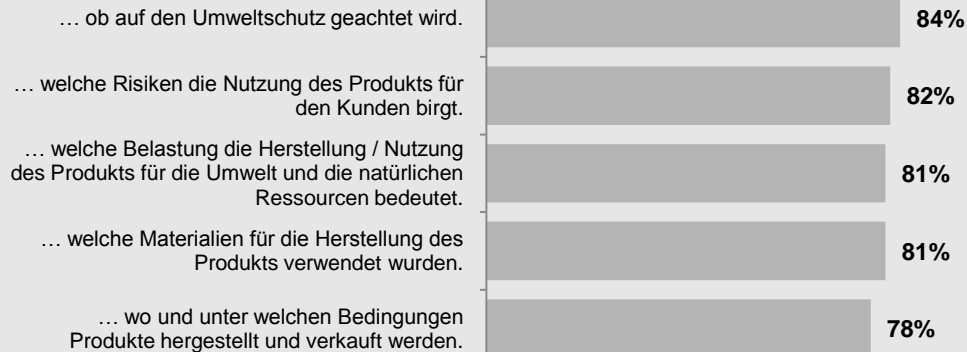 … ob auf den Umweltschutz geachtet wird.
84%
… welche Risiken die Nutzung des Produkts für
den Kunden birgt.
82%
… welche Belastung die Herstellung / Nutzung
des Produkts für die Umwelt und die natürlichen
Ressourcen bedeutet.
81%
… welche Materialien für die Herstellung des
Produkts verwendet wurden.
81%
… wo und unter welchen Bedingungen
Produkte hergestellt und verkauft werden.
78%